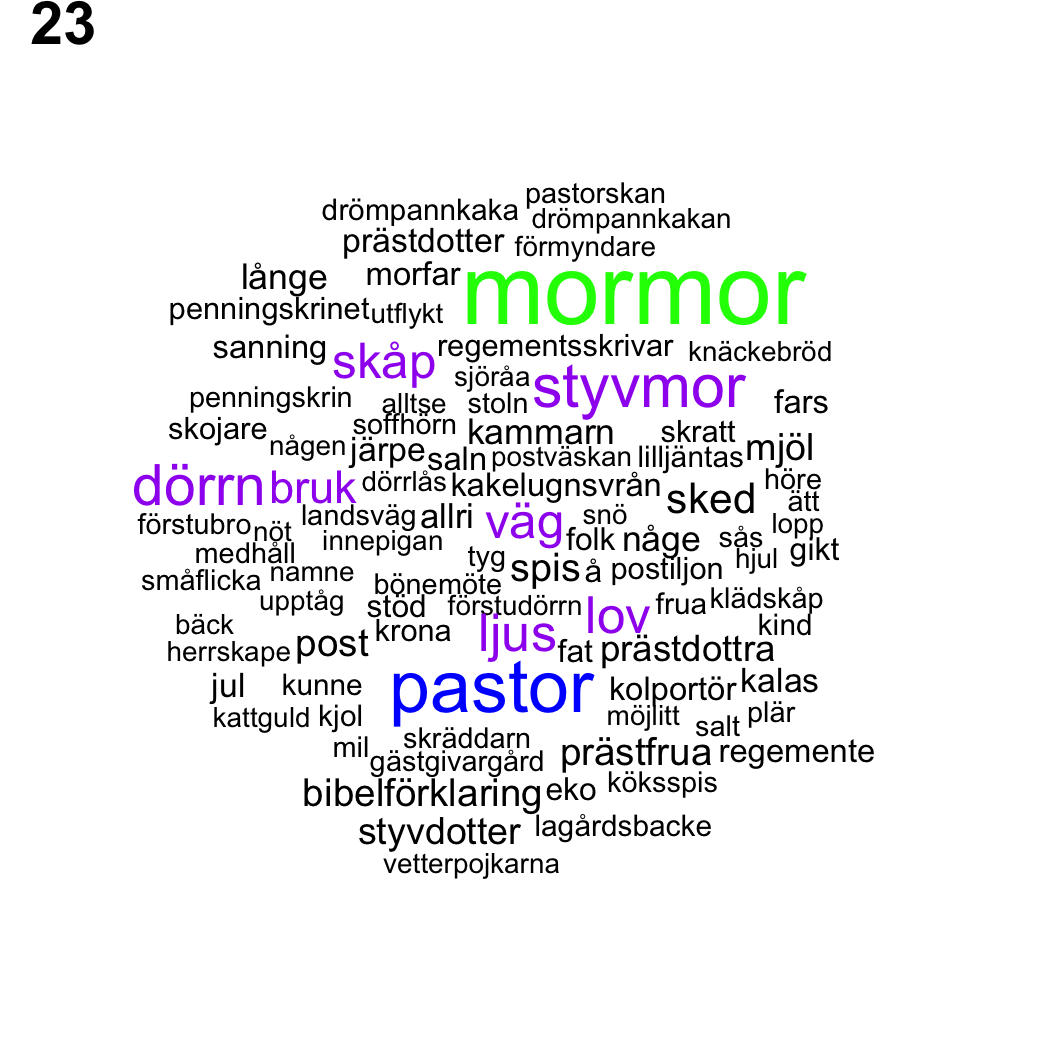 23
pastorskan
drömpannkaka
drömpannkakan
prästdotter förmyndare
långe morfar mormor
penningskrinet utflykt
sanning skåp regementsskrivar knäckebröd
sjöråa styvmor
penningskrin alltse stoln fars
skojare soffhörn kammarn skratt
någen järpe saln postväskan lilljäntas mjöl
dörrn bruk dörrlås kakelugnsvrån sked höre
ätt
förstubro nöt landsväg allri väg snö lopp
medhåll innepigan folk någe sås gikt
småflicka namne tyg spis å postiljon hjul
upptåg bönemöte
stöd förstudörrn lov frua klädskåp
bäck krona ljus kind
herrskape post fat prästdottra
jul kunne pastor kolportör kalas
kattguld kjol möjlitt salt plär
mil skräddarn prästfrua regemente
gästgivargård
bibelförklaring eko köksspis
styvdotter lagårdsbacke
vetterpojkarna